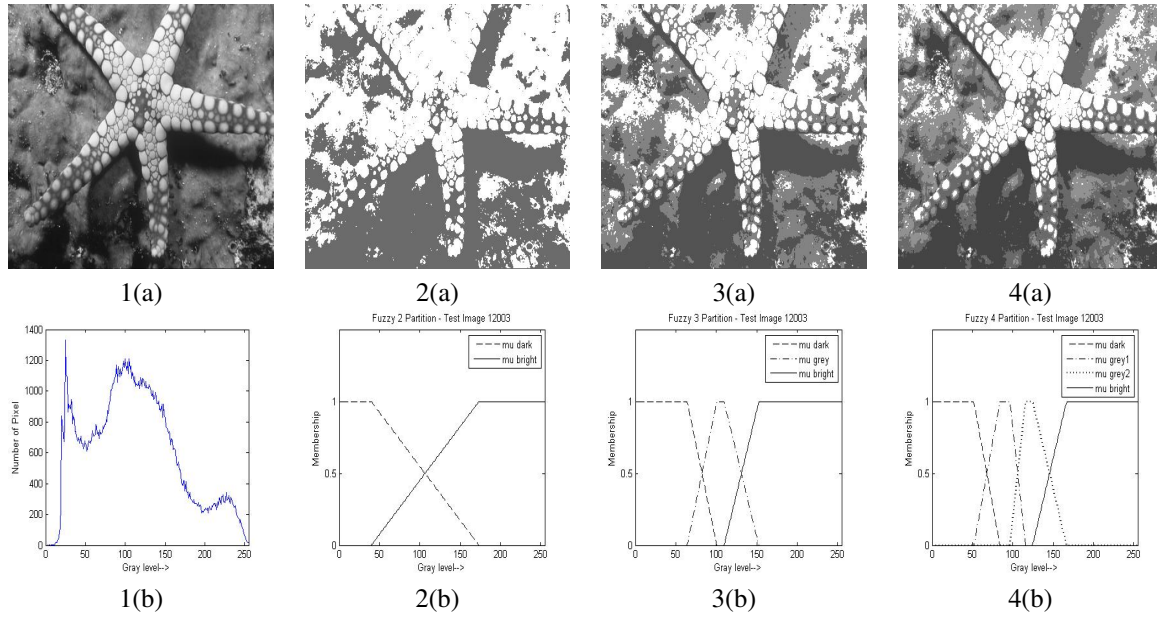 1(a) 2(a) 3(a) 4(a)
1400
1200
1000
800
600
400
200
0
0 50 100 150 200 250
Number of Pixel
Gray level-->
1(b)
Fuzzy 2 Partition - Test Image 12003
mu dark
mu bright
1
0.5
0
0 50 100 150 200 250
Membership
Gray level-->
2(b)
Fuzzy 3 Partition - Test Image 12003
mu dark
mu grey
mu bright
1
0.5
0
0 50 100 150 200 250
Membership
Gray level-->
3(b)
Fuzzy 4 Partition - Test Image 12003
mu dark
mu grey1
mu grey2
mu bright
1
0.5
0
0 50 100 150 200 250
Membership
Gray level-->
4(b)